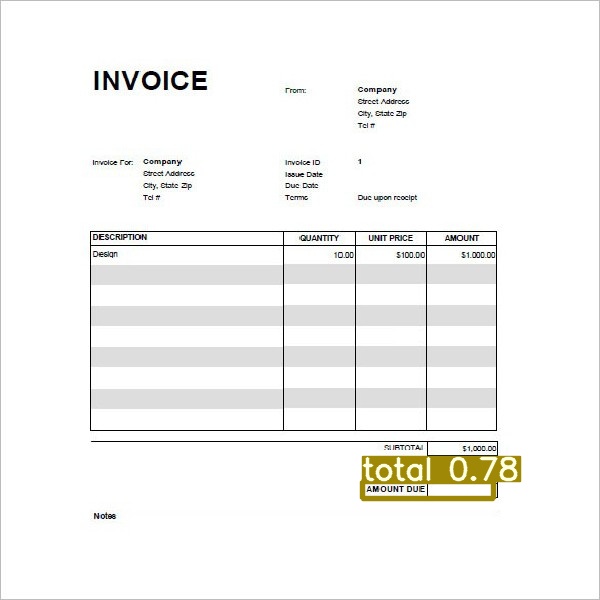 INVOICE
From: Company
Street Address
City, State Zip
Tel #
Invoice For: Company Invoice ID 1
Street Address Issue Date
City, State Zip Due Date
Tel # Terms Due upon receipt
DESCRIPTION QUANTITY UNIT PRICE AMOUNT
Design 10.00 $100.00 $1,000.00
SUBTOTAL $1,000.00
total 0.78
AMOUNT DUE
Notes